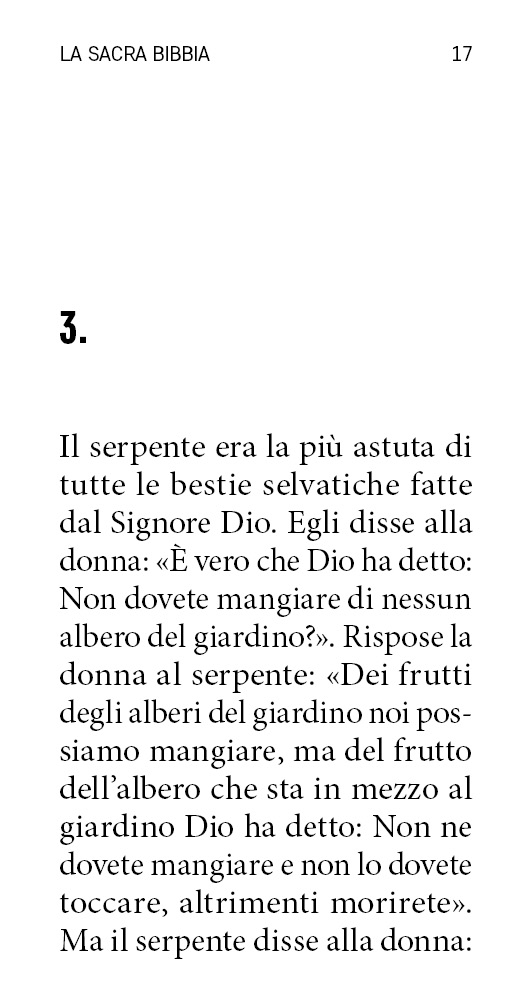 LA SACRA BIBBIA 17
3.
Il serpente era la più astuta di
tutte le bestie selvatiche fatte
dal Signore Dio. Egli disse alla
donna: «È vero che Dio ha detto:
Non dovete mangiare di nessun
albero del giardino?». Rispose la
donna al serpente: «Dei frutti
degli alberi del giardino noi pos-
siamo mangiare, ma del frutto
dell’albero che sta in mezzo al
giardino Dio ha detto: Non ne
dovete mangiare e non lo dovete
toccare, altrimenti morirete».
Ma il serpente disse alla donna: